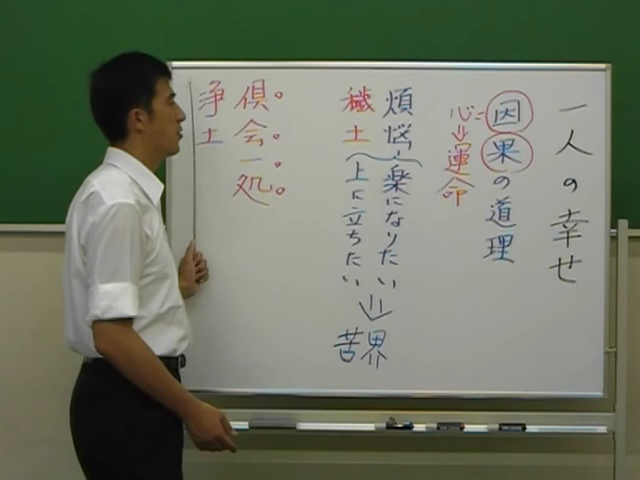 一人の幸せ
因果の道理
心⇒運命
煩悩 楽になりたい
上に立ちたい
⇒
苦界
穢土
倶会一処
浄土